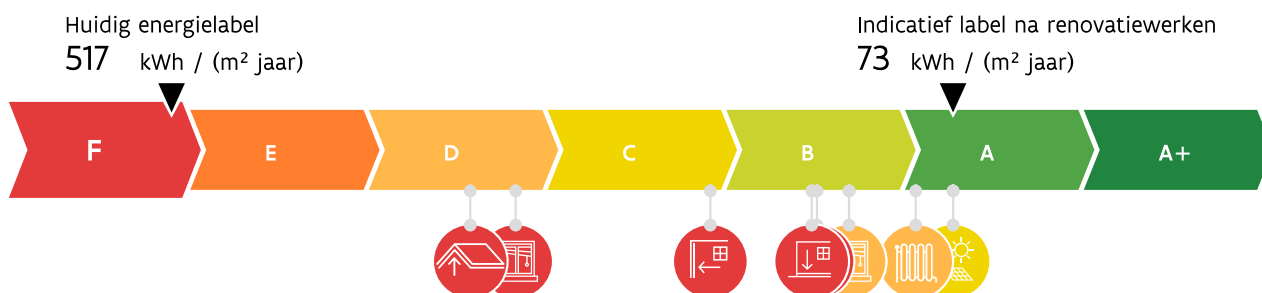 Huidig energielabel
517 kWh / (m² jaar)
Indicatief label na renovatiewerken
73 kWh / (m² jaar)
F E D C B A A+